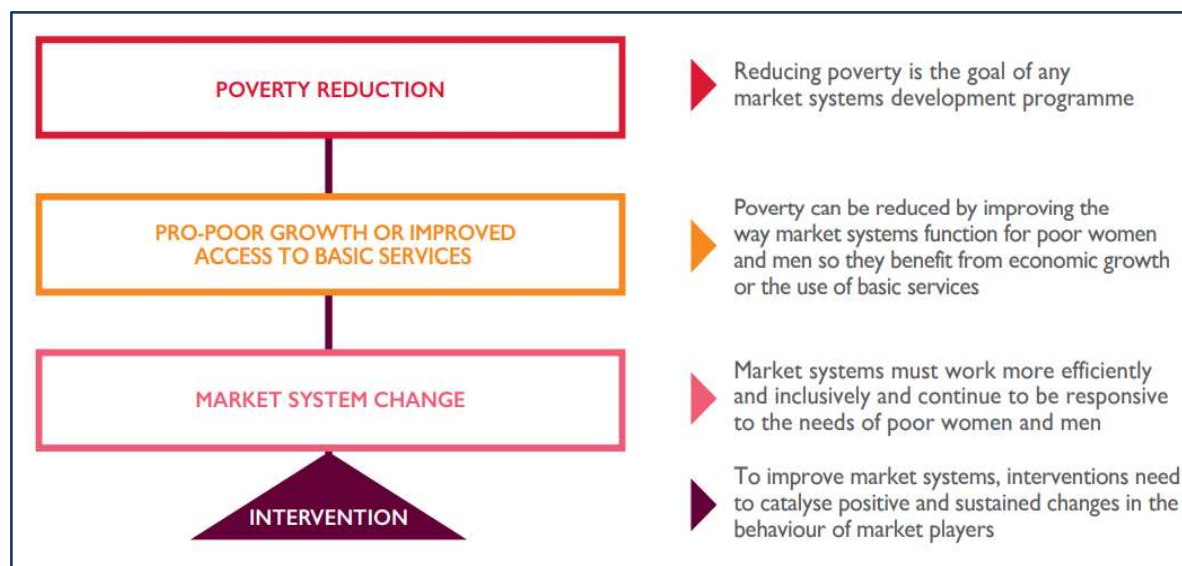 POVERTY REDUCTION
Reducing poverty is the goal of any
market systems development programme
PRO-POOR GROWTH OR IMPROVED
ACCESS TO BASIC SERVICES
Poverty can be reduced by improving the
way market systems function for poor women
and men so they benefit from economic growth
or the use of basic services
MARKET SYSTEM CHANGE
Market systems must work more efficiently
and inclusively and continue to be responsive
to the needs of poor women and men
INTERVENTION
To improve market systems, interventions need
to catalyse positive and sustained changes in the
behaviour of market players